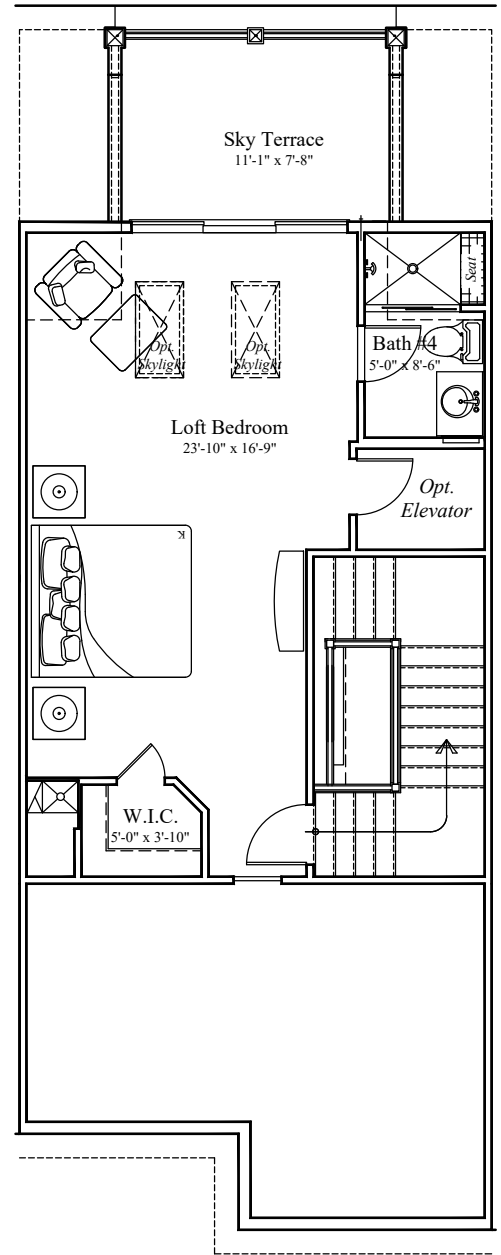 Sky Terrace
11'-1" x 7'-8"
Seat
Opt.
Skylight
Opt.
Skylight
Bath #4
5'-0" x 8'-6"
Loft Bedroom
23'-10" x 16'-9"
Opt.
Elevator
K
W.I.C.
5'-0" x 3'-10"